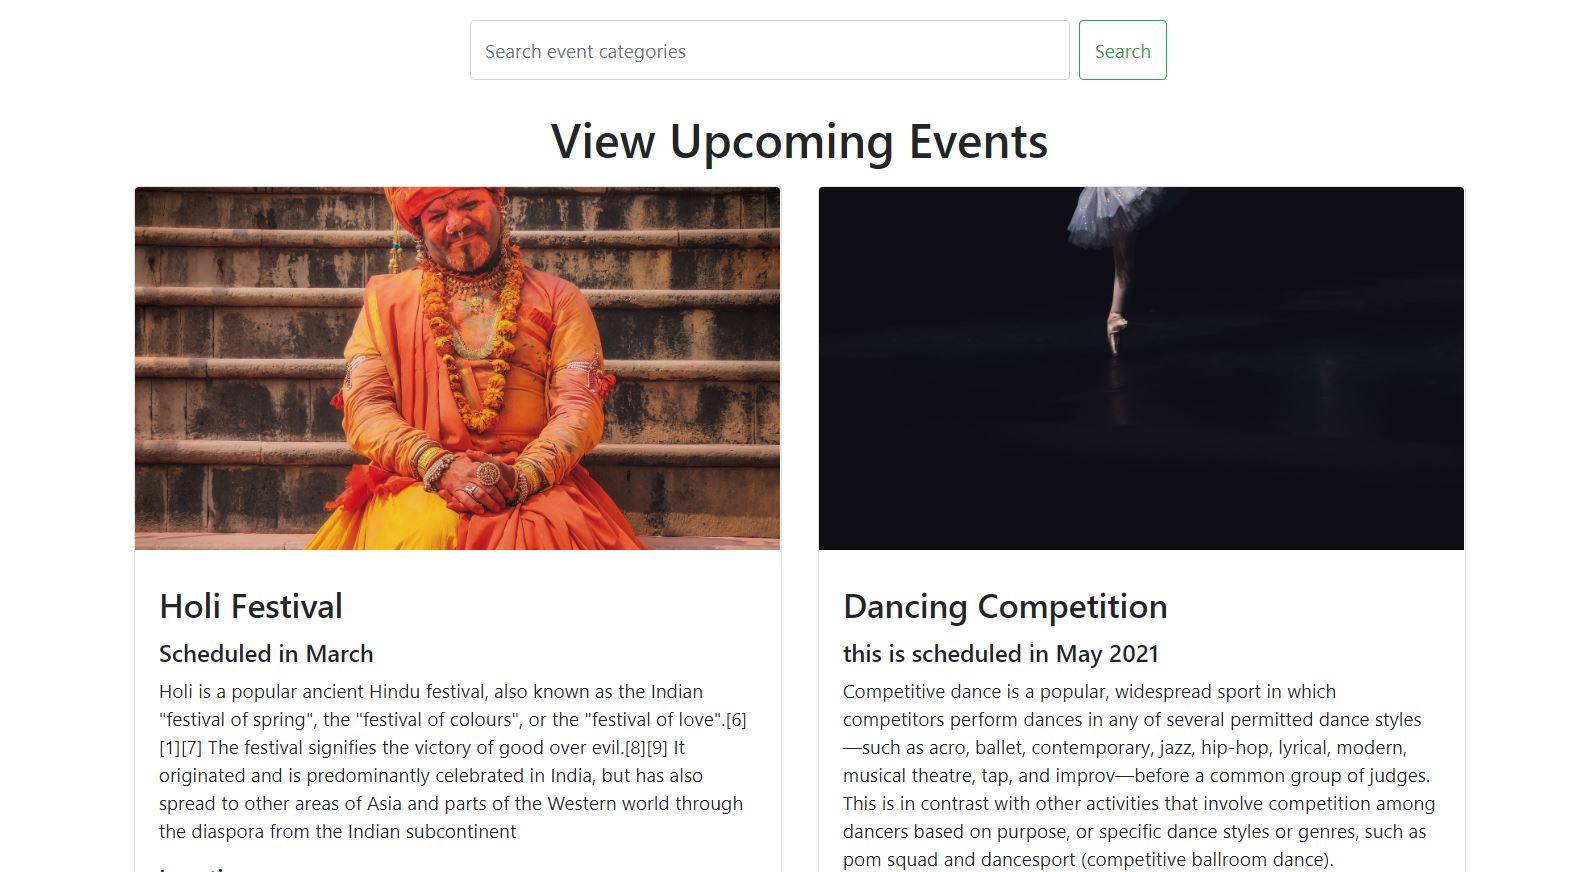 Search event categories
Search
View Upcoming Events
Holi Festival
Scheduled in March
Holi is a popular ancient Hindu festival, also known as the Indian
"festival of spring", the "festival of colours", or the "festival of love".[6]
[1][7] The festival signifies the victory of good over evil.[8][9] It
originated and is predominantly celebrated in India, but has also
spread to other areas of Asia and parts of the Western world through
the diaspora from the Indian subcontinent
Dancing Competition
this is scheduled in May 2021
Competitive dance is a popular, widespread sport in which
competitors perform dances in any of several permitted dance styles
—such as acro, ballet, contemporary, jazz, hip-hop, lyrical, modern,
musical theatre, tap, and improv—before a common group of judges.
This is in contrast with other activities that involve competition among
dancers based on purpose, or specific dance styles or genres, such as
pom squad and dancesport (competitive ballroom dance).